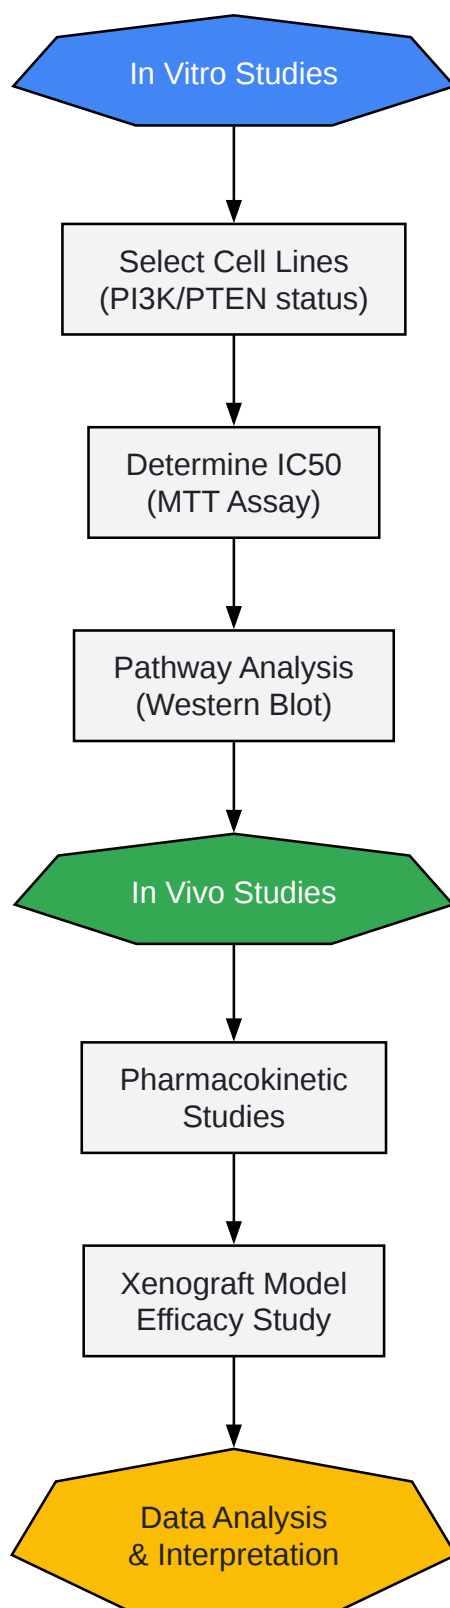 In Vitro Studies
Select Cell Lines
(PI3K/PTEN status)
Determine IC50
(MTT Assay)
Pathway Analysis
(Western Blot)
In Vivo Studies
Pharmacokinetic
Studies
Xenograft Model
Efficacy Study
Data Analysis
& Interpretation